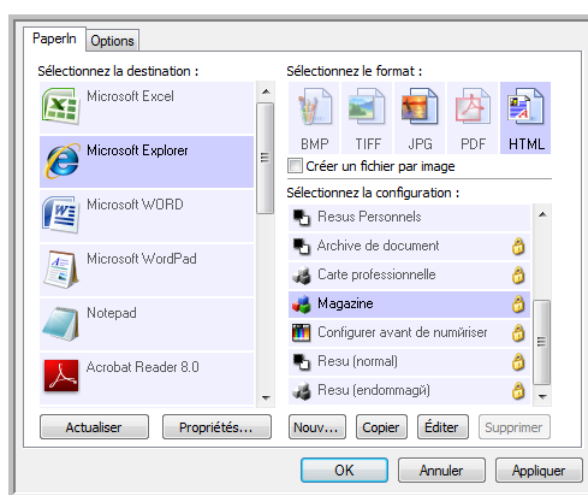 PaperIn
Options
Sélectionnez la destination :
Microsoft Excel
Microsoft Explorer
Microsoft WORD
Microsoft WordPad
Notepad
Acrobat Reader 8.0
Actualiser
Propriétés...
Sélectionnez le format :
BMP TIFF JPG PDF HTML
Créer un fichier par image
Sélectionnez la configuration :
Reзus Personnels
Archive de document
Carte professionnelle
Magazine
Configurer avant de numйriser
Reзu (normal)
Reзu (endommagй)
Nouv... Copier Éditer Supprimer
OK Annuler Appliquer